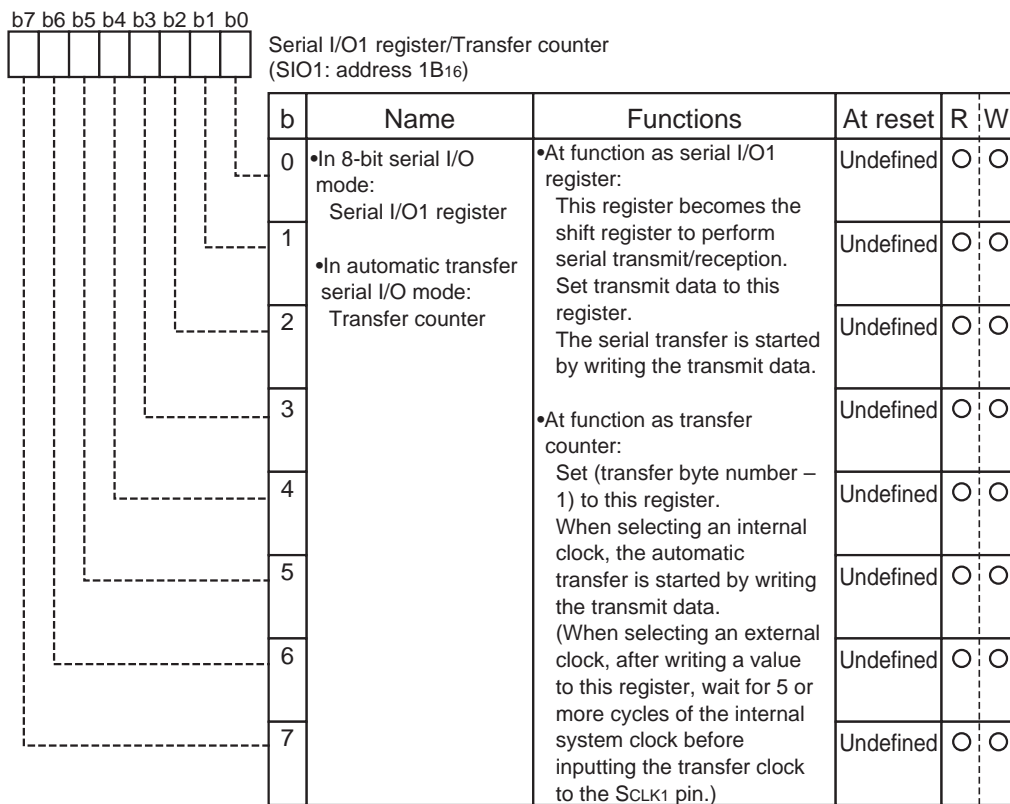 b7 b6 b5 b4 b3 b2 b1 b0
Serial I/O1 register/Transfer counter
(SIO1: address 1B16)
b Name Functions At reset R W
0
•In 8-bit serial I/O
mode:
Serial I/O1 register
•In automatic transfer
serial I/O mode:
Transfer counter
•At function as serial I/O1
register:
This register becomes the
shift register to perform
serial transmit/reception.
Set transmit data to this
register.
The serial transfer is started
by writing the transmit data.
•At function as transfer
counter:
Set (transfer byte number –
1) to this register.
When selecting an internal
clock, the automatic
transfer is started by writing
the transmit data.
(When selecting an external
clock, after writing a value
to this register, wait for 5 or
more cycles of the internal
system clock before
inputting the transfer clock
to the SCLK1 pin.)
Undefined
1
Undefined
2
Undefined
3
Undefined
4
Undefined
5
Undefined
6
Undefined
7
Undefined